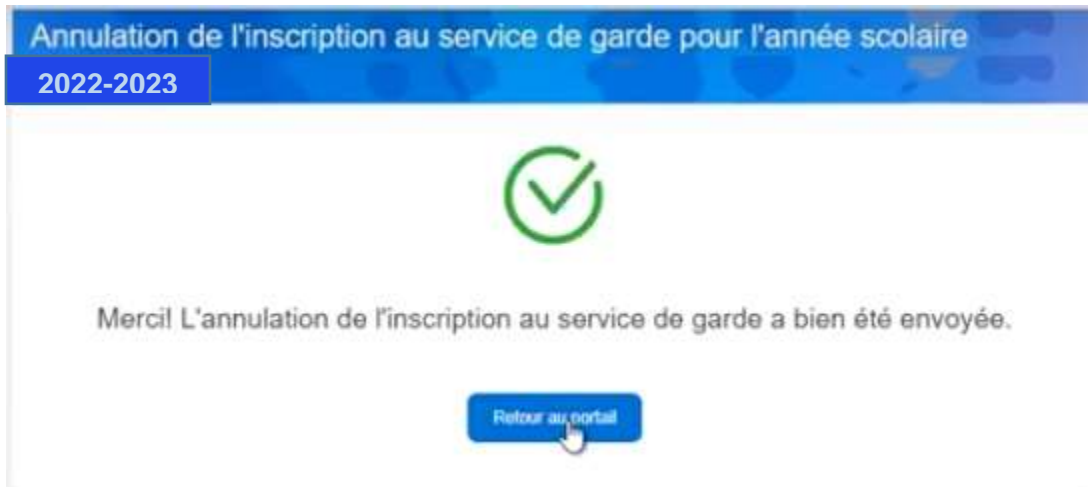 Annulation de l'inscription au service de garde pour l'année scolaire
2022-2023
Merci! L'annulation de l'inscription au service de garde a bien été envoyée.
Retour au portail